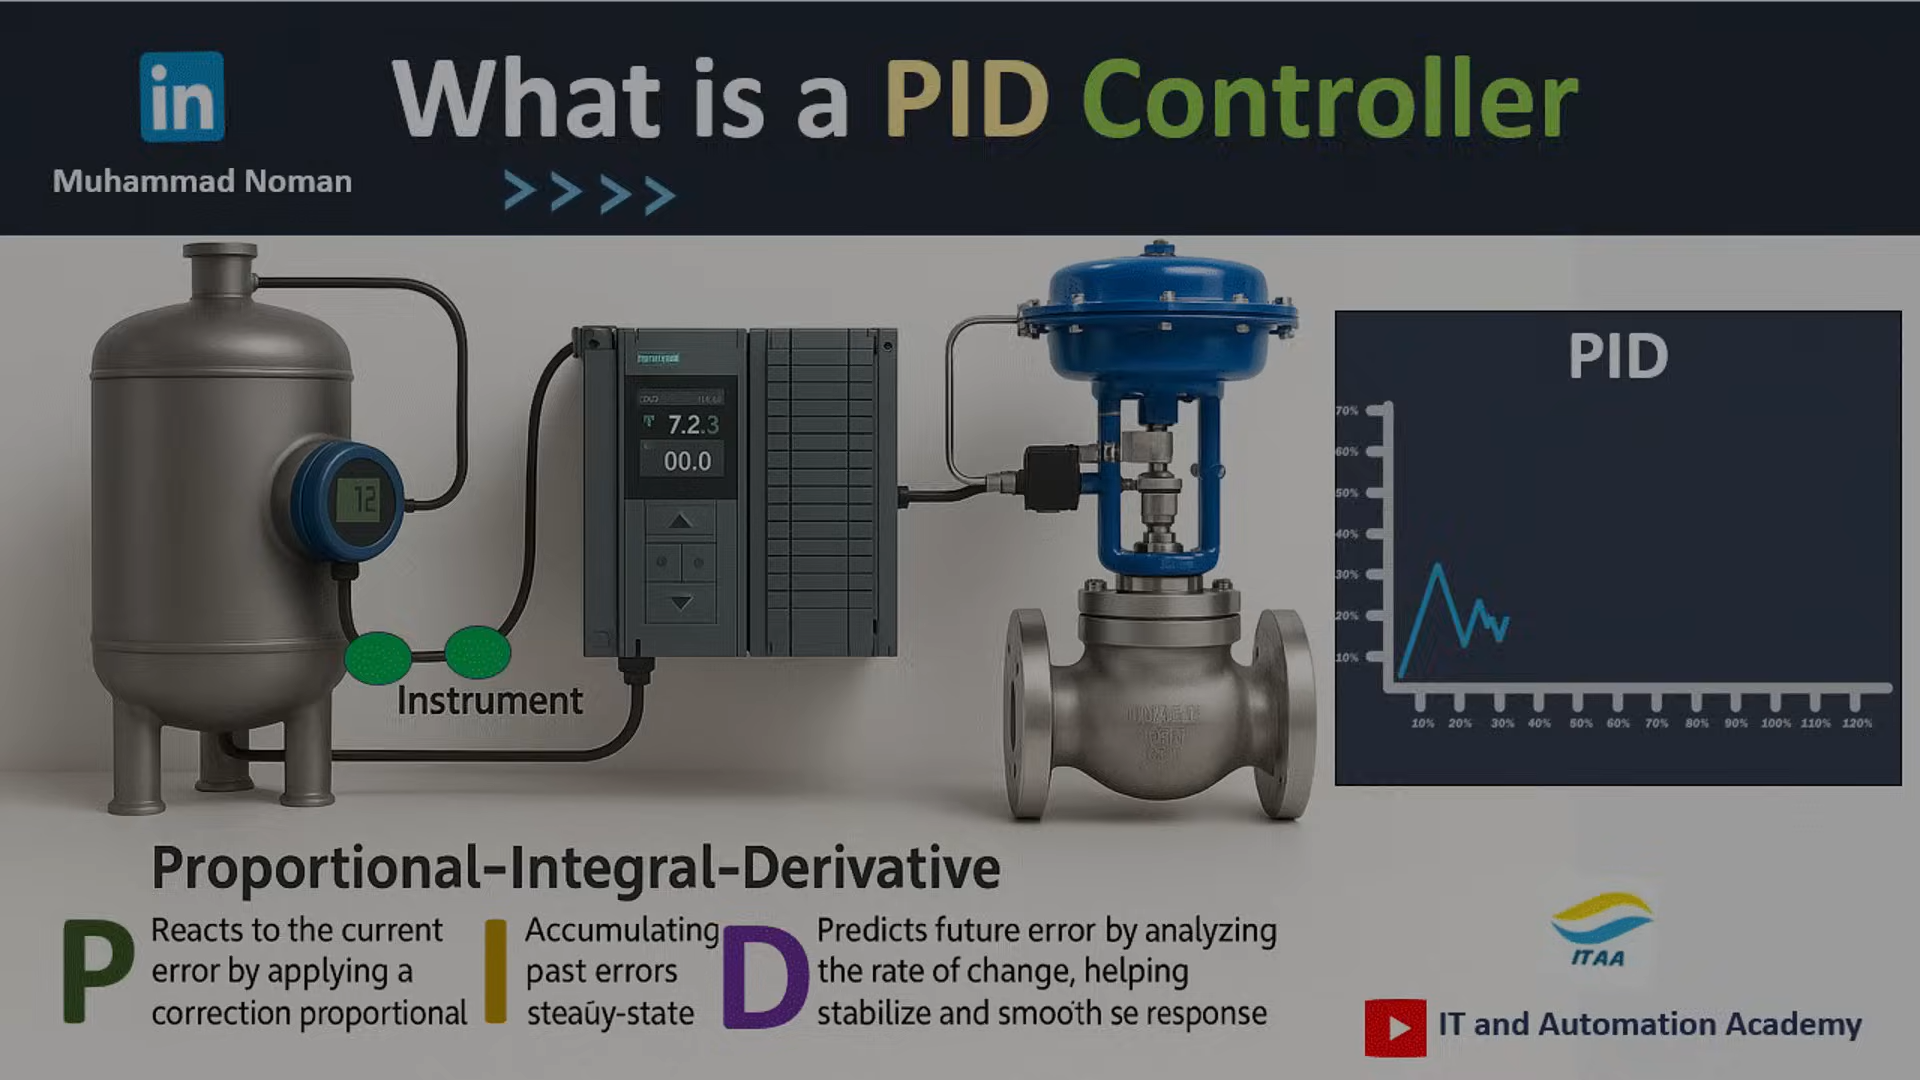 in
What is a PID Controller
Muhammad Noman
> > > >
7.2.3
00.0
12
Instrument
PID
70%
60%
50%
40%
30%
20%
10%
10% 20% 30% 40% 50% 60% 70% 80% 90% 100% 110% 120%
Proportional-Integral-Derivative
P
Reacts to the current
error by applying a
correction proportional
I
Accumulating
past errors
steaúy-state
D
Predicts future error by analyzing
the rate of change, helping
stabilize and smooth se response
ITAA
IT and Automation Academy